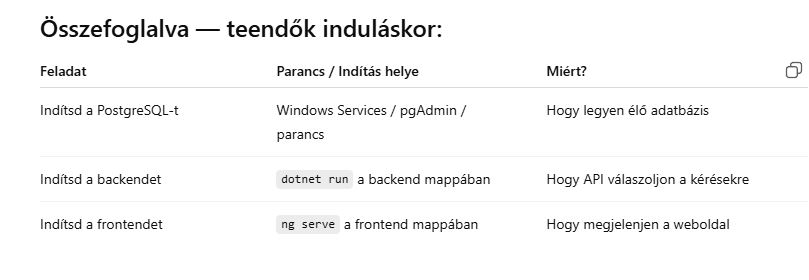 Összefoglalva — teendők induláskor:
Feladat Parancs / Indítás helye Miért?
Indítsd a PostgreSQL-t Windows Services / pgAdmin / Hogy legyen élő adatbázis
parancs
Indítsd a backendet dotnet run a backend mappában Hogy API válaszoljon a kérésekre
Indítsd a frontendet ng serve a frontend mappában Hogy megjelenjen a weboldal